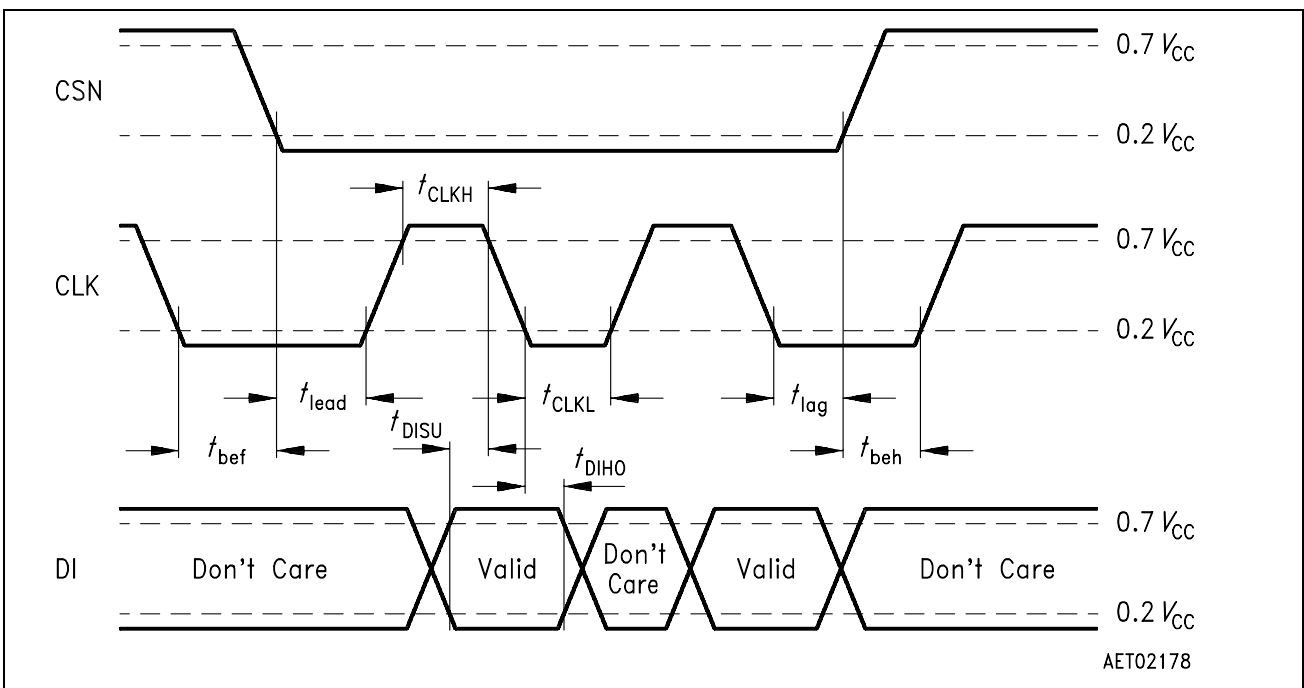 CSN
0.7 VCC
0.2 VCC
tCLKH
CLK
0.7 VCC
0.2 VCC
tlead
tCLKL
tlag
tDISU
tbef
tDIHO
tbeh
DI
0.7 VCC
Don't Care
Valid
Don't
Care
Valid
Don't Care
0.2 VCC
AET02178